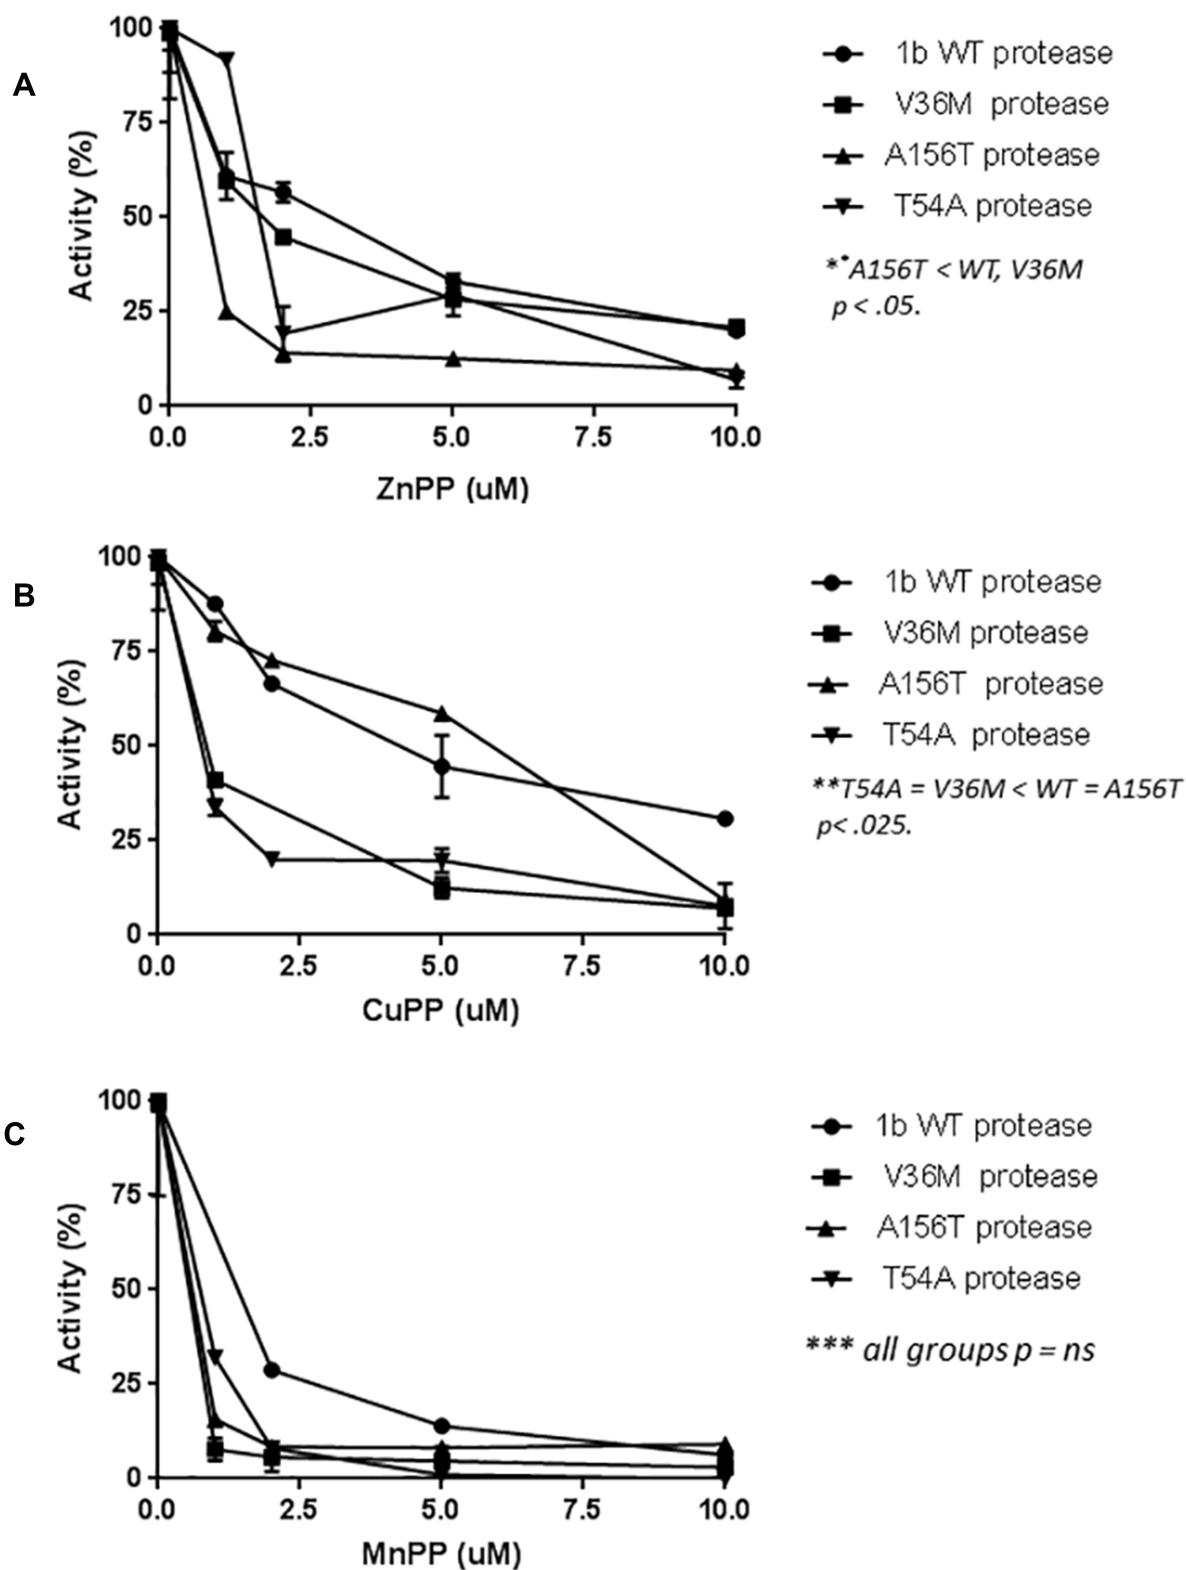 A
Activity (%)
100
75
50
25
0
0.0 2.5 5.0 7.5 10.0
ZnPP (uM)
1b WT protease
V36M protease
A156T protease
T54A protease
**A156T < WT, V36M
p < .05.
B
Activity (%)
100
75
50
25
0
0.0 2.5 5.0 7.5 10.0
CuPP (uM)
1b WT protease
V36M protease
A156T protease
T54A protease
**T54A = V36M < WT = A156T
p< .025.
C
Activity (%)
100
75
50
25
0
0.0 2.5 5.0 7.5 10.0
MnPP (uM)
1b WT protease
V36M protease
A156T protease
T54A protease
*** all groups p = ns